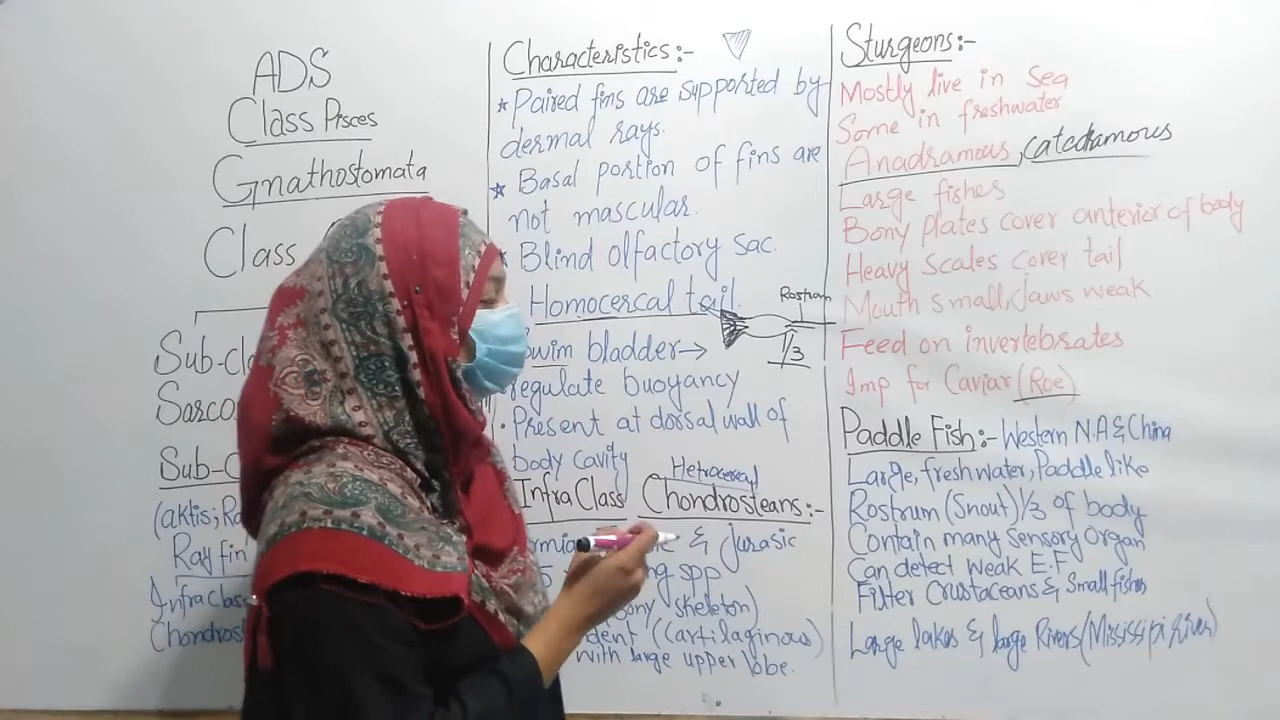 ADS
Class Pisces
Gnathostomata
Class
Sub-cla
Sarco
Sub-C
(aktis; Ra
Ray fin
Infraclass
Chondros
Characteristics:-
* Paired fins are supported by
dermal rays.
* Basal portion of fins are
not mascular.
Blind olfactory sac.
Homocercal tail.
Rostrum
1/3
Swim bladder→
regulate buoyancy
• Present at dorsal wall of
body cavity
Hetrocercal
Infra Class Chondrosteans:-
& Jurasic
spp
bony skeleton)
dent (Cartilaginous)
with large upper lobe.
Sturgeons:-
Mostly live in sea
Some in freshwater
Anadramous, catedramous
Large fishes
Bony plates cover anterior of body
Heavy scales cover tail
Mouth small, Jaws weak
Feed on invertebrates
Imp for Caviar (Roe)
Paddle Fish:- Western N.A & China
Large, freshwater, Paddle like
Rostrum (Snout) 1/3 of body
Contain many sensory organ
Can detect weak E.F
Filter Crustaceans & Small fishes
Large lakes & large Rivers (Mississipi River)